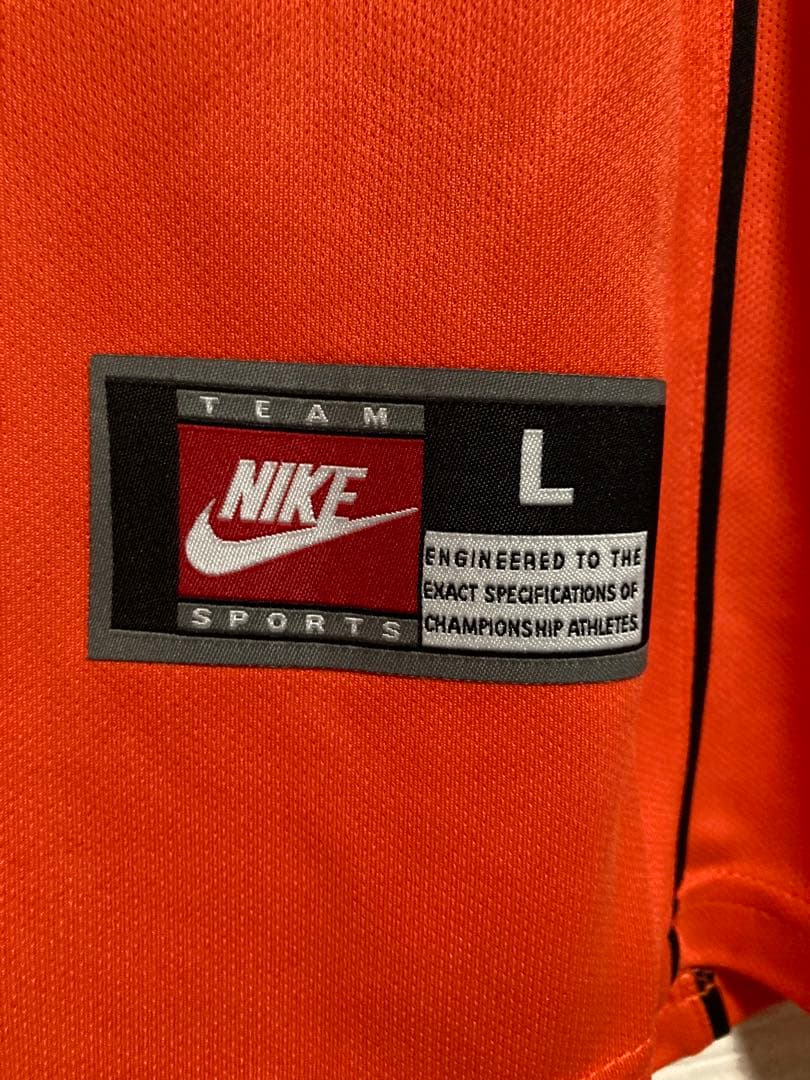 TEAM
NIKE
SPORTS
L
ENGINEERED TO THE
EXACT SPECIFICATIONS OF
CHAMPIONSHIP ATHLETES.